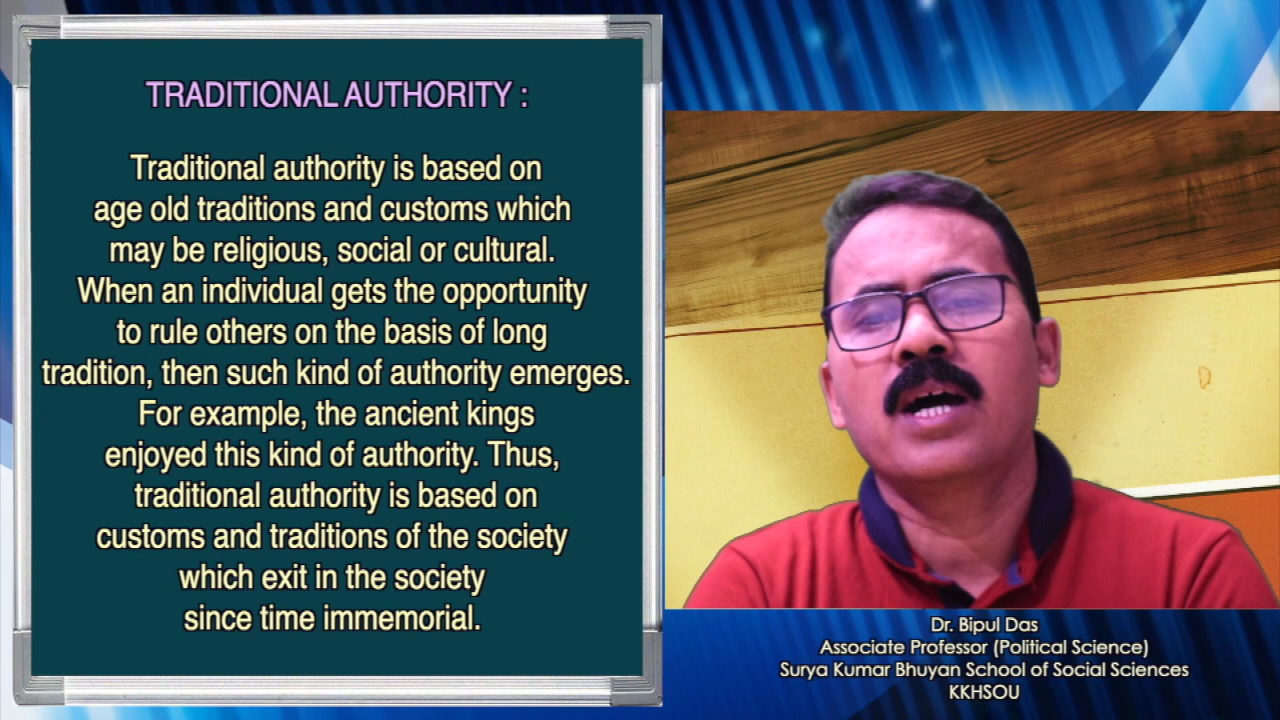 TRADITIONAL AUTHORITY :
Traditional authority is based on
age old traditions and customs which
may be religious, social or cultural.
When an individual gets the opportunity
to rule others on the basis of long
tradition, then such kind of authority emerges.
For example, the ancient kings
enjoyed this kind of authority. Thus,
traditional authority is based on
customs and traditions of the society
which exit in the society
since time immemorial.
Dr. Bipul Das
Associate Professor (Political Science)
Surya Kumar Bhuyan School of Social Sciences
KKHSOU